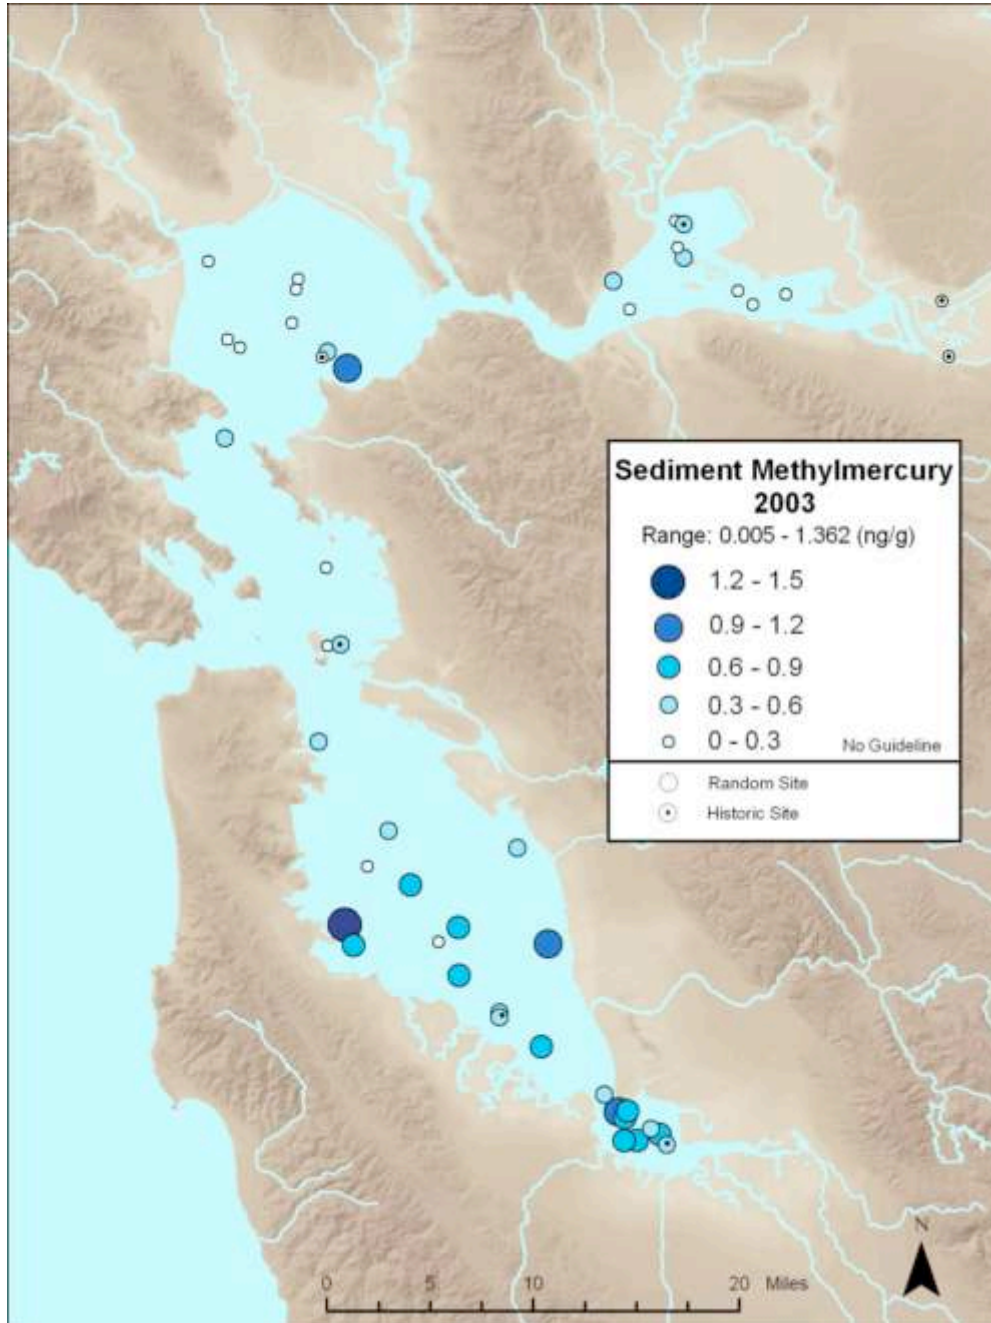 Sediment Methylmercury
2003
Range: 0.005 - 1.362 (ng/g)
1.2 - 1.5
0.9 - 1.2
0.6 - 0.9
0.3 - 0.6
0 - 0.3
No Guideline
Random Site
Historic Site
N
0 5 10 20 Miles